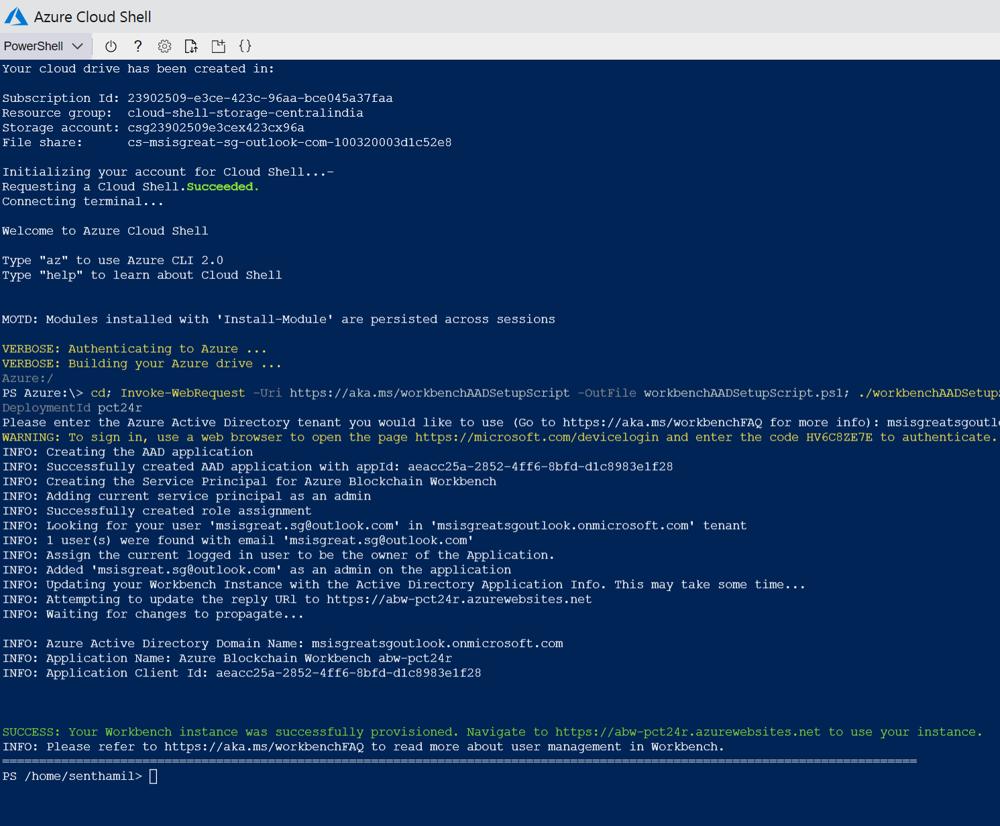 Azure Cloud Shell
PowerShell
Your cloud drive has been created in:
Subscription Id: 23902509-e3ce-423c-96aa-bce045a37faa
Resource group:  cloud-shell-storage-centralindia
Storage account: csg23902509e3cex423cx96a
File share:      cs-msisgreat-sg-outlook-com-100320003d1c52e8
Initializing your account for Cloud Shell...-
Requesting a Cloud Shell.Succeeded.
Connecting terminal...
Welcome to Azure Cloud Shell
Type "az" to use Azure CLI 2.0
Type "help" to learn about Cloud Shell
MOTD: Modules installed with 'Install-Module' are persisted across sessions
VERBOSE: Authenticating to Azure ...
VERBOSE: Building your Azure drive ...
Azure:/
PS Azure:\> cd; Invoke-WebRequest -Uri https://aka.ms/workbenchAADSetupScript -OutFile workbenchAADSetupScript.ps1; ./workbenchAADSetup
DeploymentId pct24r
Please enter the Azure Active Directory tenant you would like to use (Go to https://aka.ms/workbenchFAQ for more info): msisgreatsgoutl
WARNING: To sign in, use a web browser to open the page https://microsoft.com/devicelogin and enter the code HV6C8ZE7E to authenticate.
INFO: Creating the AAD application
INFO: Successfully created AAD application with appId: aeacc25a-2852-4ff6-8bfd-d1c8983e1f28
INFO: Creating the Service Principal for Azure Blockchain Workbench
INFO: Adding current service principal as an admin
INFO: Successfully created role assignment
INFO: Looking for your user 'msisgreat.sg@outlook.com' in 'msisgreatsgoutlook.onmicrosoft.com' tenant
INFO: 1 user(s) were found with email 'msisgreat.sg@outlook.com'
INFO: Assign the current logged in user to be the owner of the Application.
INFO: Added 'msisgreat.sg@outlook.com' as an admin on the application
INFO: Updating your Workbench Instance with the Active Directory Application Info. This may take some time...
INFO: Attempting to update the reply URl to https://abw-pct24r.azurewebsites.net
INFO: Waiting for changes to propagate...
INFO: Azure Active Directory Domain Name: msisgreatsgoutlook.onmicrosoft.com
INFO: Application Name: Azure Blockchain Workbench abw-pct24r
INFO: Application Client Id: aeacc25a-2852-4ff6-8bfd-d1c8983e1f28
SUCCESS: Your Workbench instance was successfully provisioned. Navigate to https://abw-pct24r.azurewebsites.net to use your instance.
INFO: Please refer to https://aka.ms/workbenchFAQ to read more about user management in Workbench.
============================================================================================================================
PS /home/senthamil>